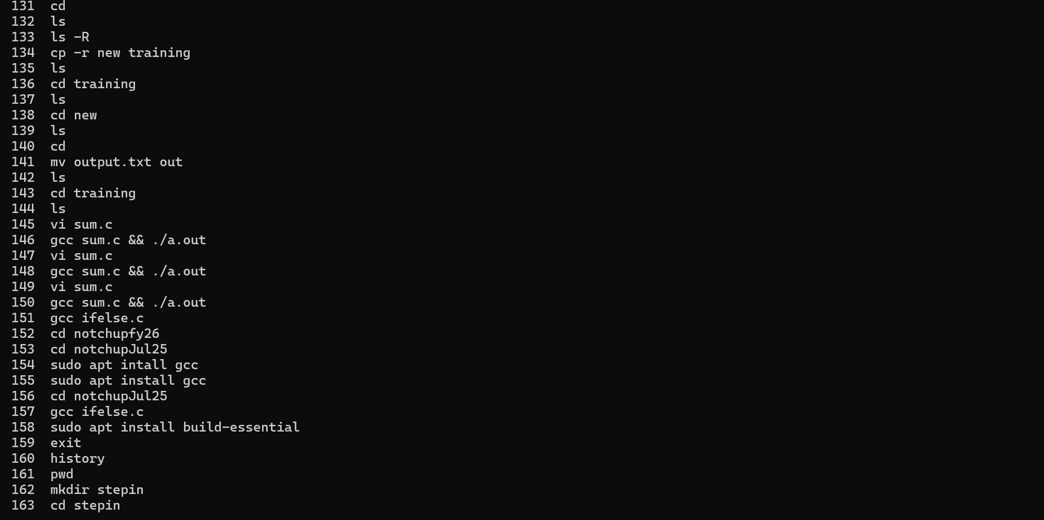 131  cd
132  ls
133  ls -R
134  cp -r new training
135  ls
136  cd training
137  ls
138  cd new
139  ls
140  cd
141  mv output.txt out
142  ls
143  cd training
144  ls
145  vi sum.c
146  gcc sum.c && ./a.out
147  vi sum.c
148  gcc sum.c && ./a.out
149  vi sum.c
150  gcc sum.c && ./a.out
151  gcc ifelse.c
152  cd notchupfy26
153  cd notchupJul25
154  sudo apt intall gcc
155  sudo apt install gcc
156  cd notchupJul25
157  gcc ifelse.c
158  sudo apt install build-essential
159  exit
160  history
161  pwd
162  mkdir stepin
163  cd stepin